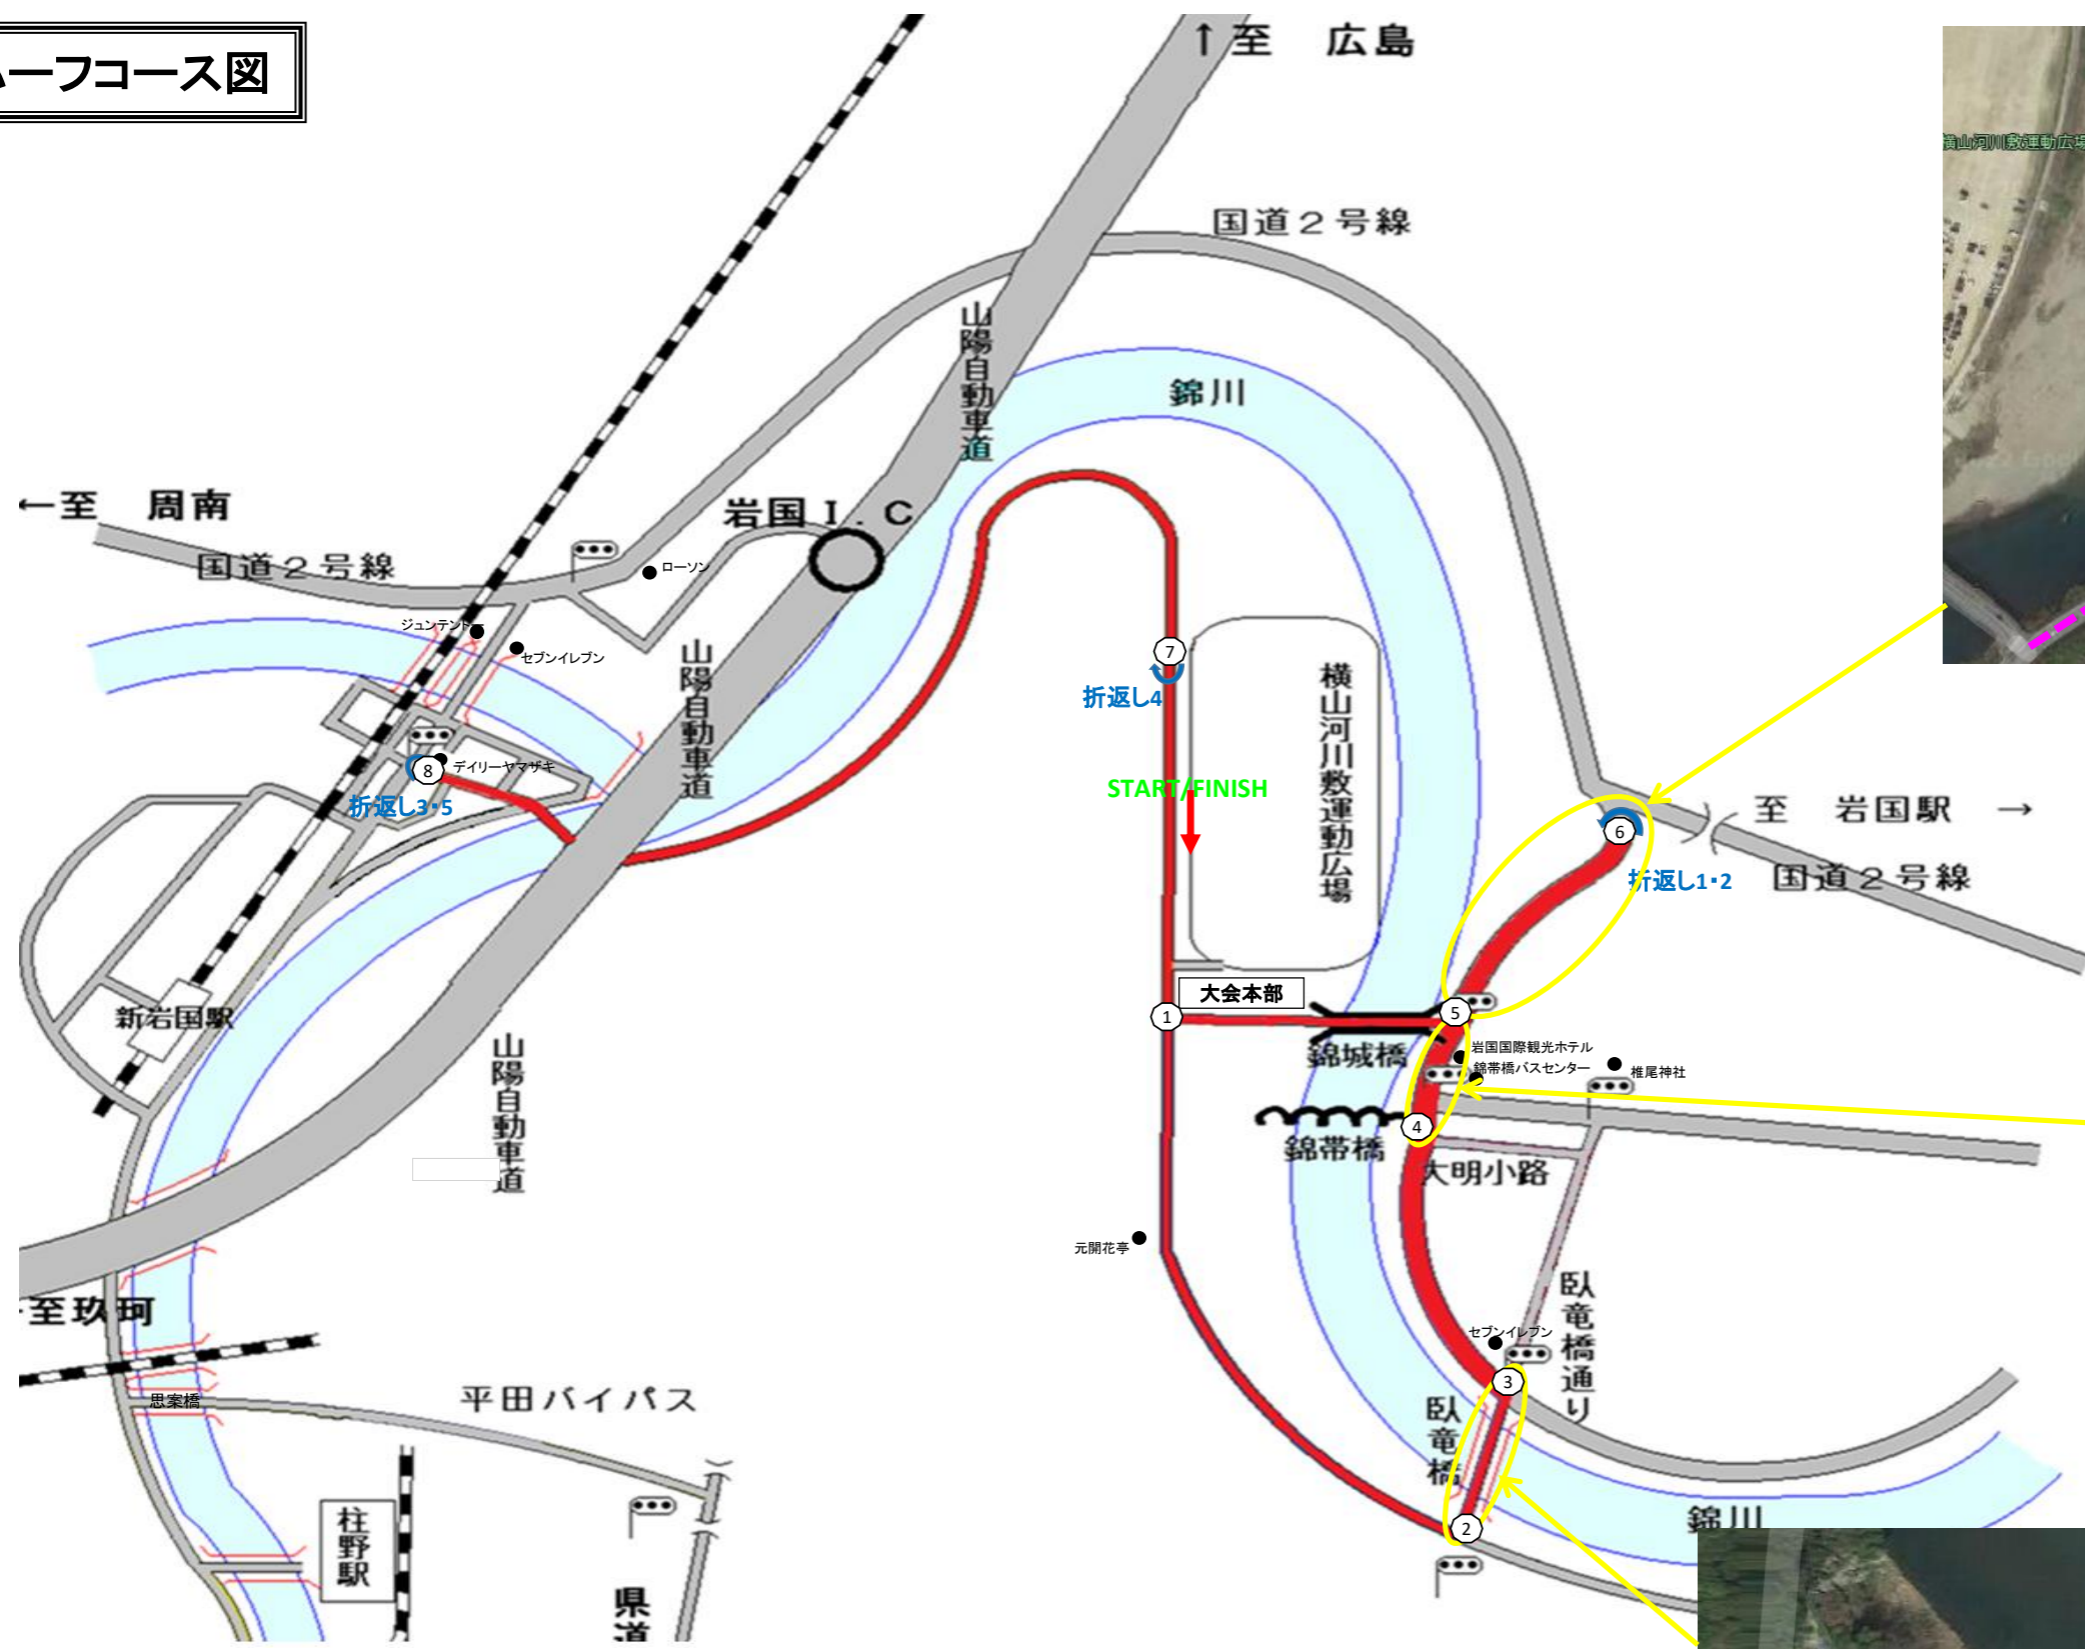 ハーフコース図
↑至　広島
横山河川敷運動広場
国道２号線
山陽自動車道
錦川
←至　周南
岩国Ｉ．Ｃ
国道２号線
ローソン
ジュンテンドー
セブンイレブン
山陽自動車道
7
折返し4
横山河川敷運動広場
デイリーヤマザキ
8
折返し3・5
START/FINISH
至　岩国駅　→
6
折返し1・2
国道２号線
大会本部
1
5
新岩国駅
錦城橋
岩国国際観光ホテル
錦帯橋バスセンター
椎尾神社
山陽自動車道
4
錦帯橋
大明小路
元開花亭
臥竜橋通り
至玖珂
セブンイレブン
3
思案橋
平田バイパス
臥竜橋
2
錦川
柱野駅
県道